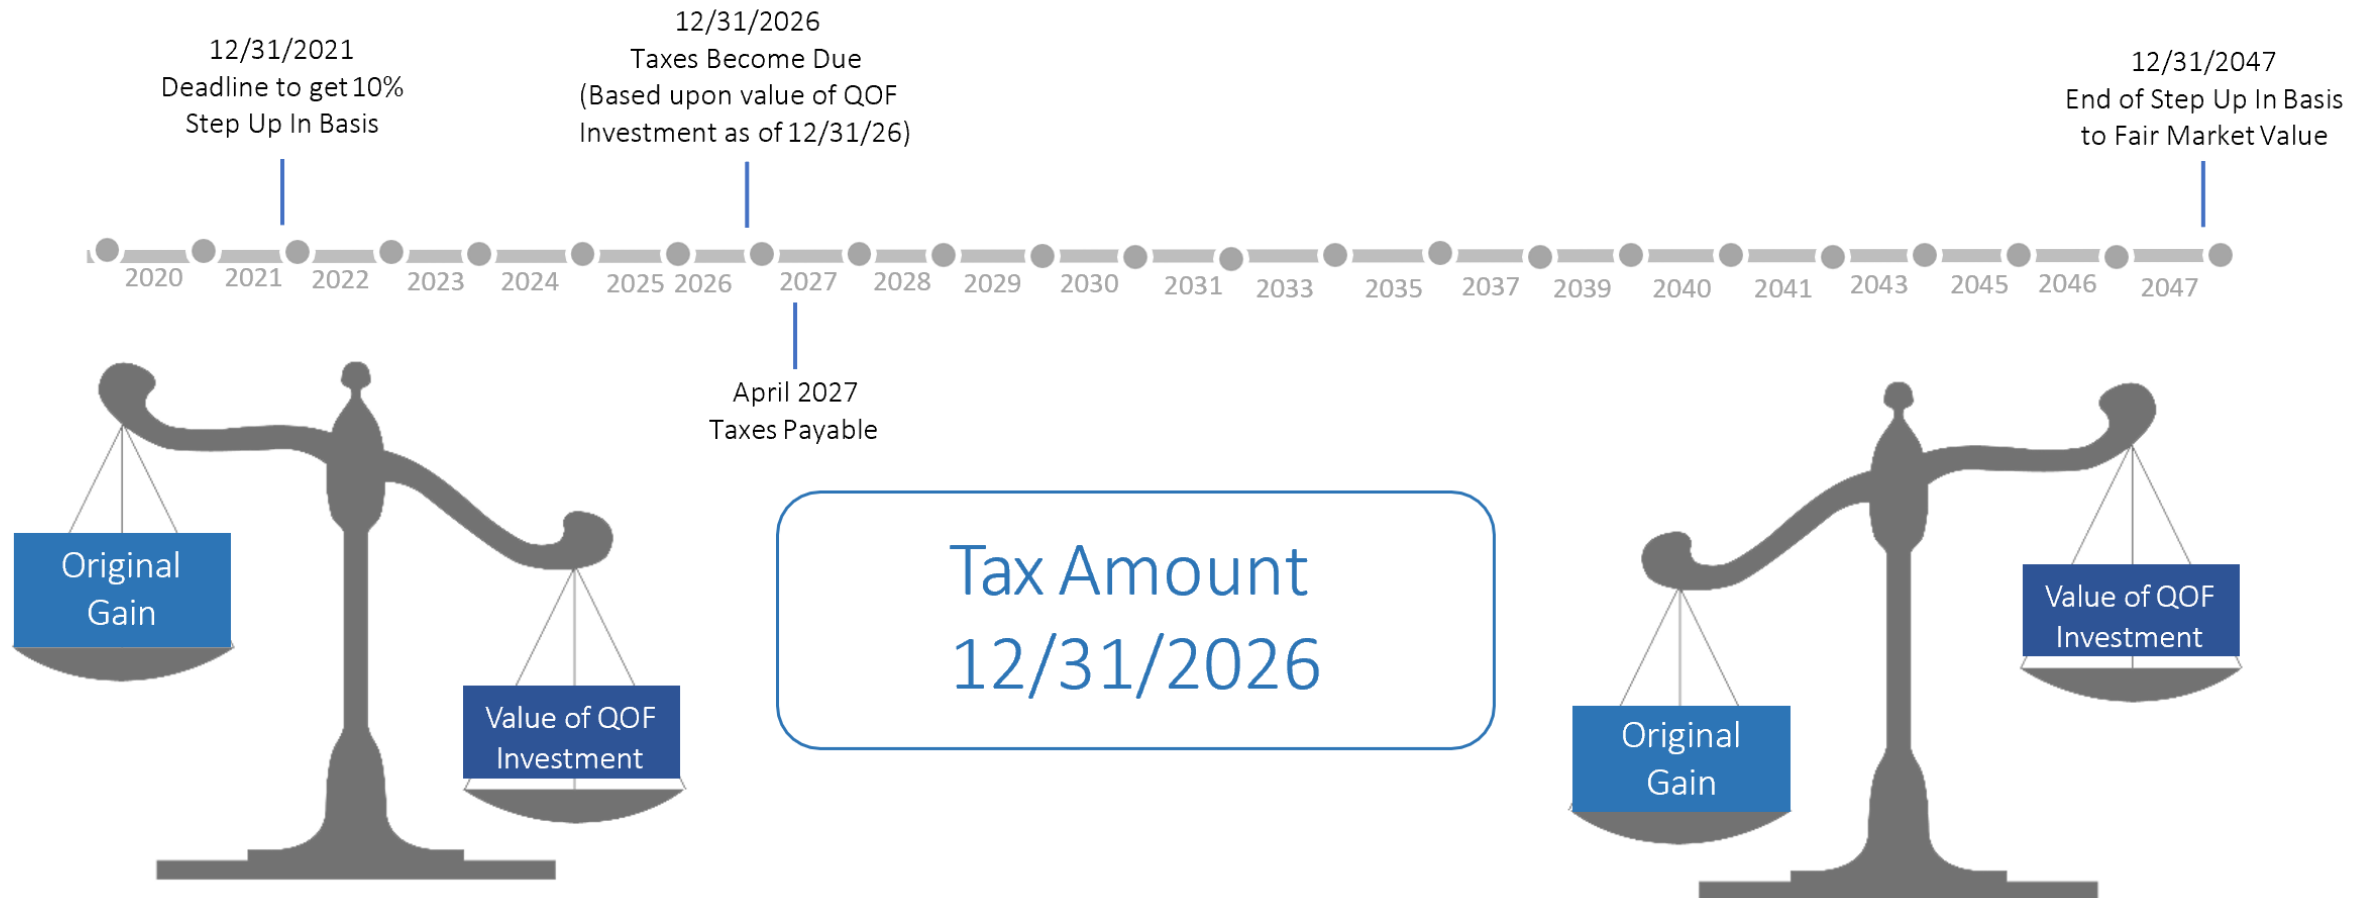 12/31/2021
Deadline to get 10%
Step Up In Basis
12/31/2026
Taxes Become Due
(Based upon value of QOF
Investment as of 12/31/26)
12/31/2047
End of Step Up In Basis
to Fair Market Value
2020 2021 2022 2023 2024 2025 2026 2027 2028 2029 2030 2031 2033 2035 2037 2039 2040 2041 2043 2045 2046 2047
April 2027
Taxes Payable
Original
Gain
Value of QOF
Investment
Tax Amount
12/31/2026
Original
Gain
Value of QOF
Investment